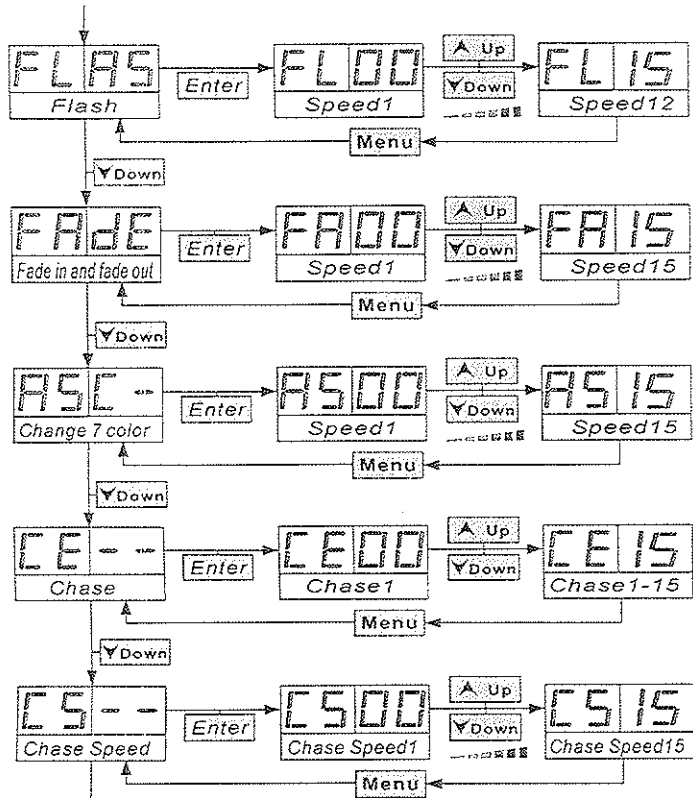 FLAS
Flash
Enter
FL00
Speed1
Up
Down
FL15
Speed12
Menu
Down
FAdE
Fade in and fade out
Enter
FA00
Speed1
Up
Down
FA15
Speed15
Menu
Down
ASC-
Change 7 color
Enter
AS00
Speed1
Up
Down
AS15
Speed15
Menu
Down
CE--
Chase
Enter
CE00
Chase1
Up
Down
CE15
Chase1-15
Menu
Down
CS--
Chase Speed
Enter
CS00
Chase Speed1
Up
Down
CS15
Chase Speed15
Menu